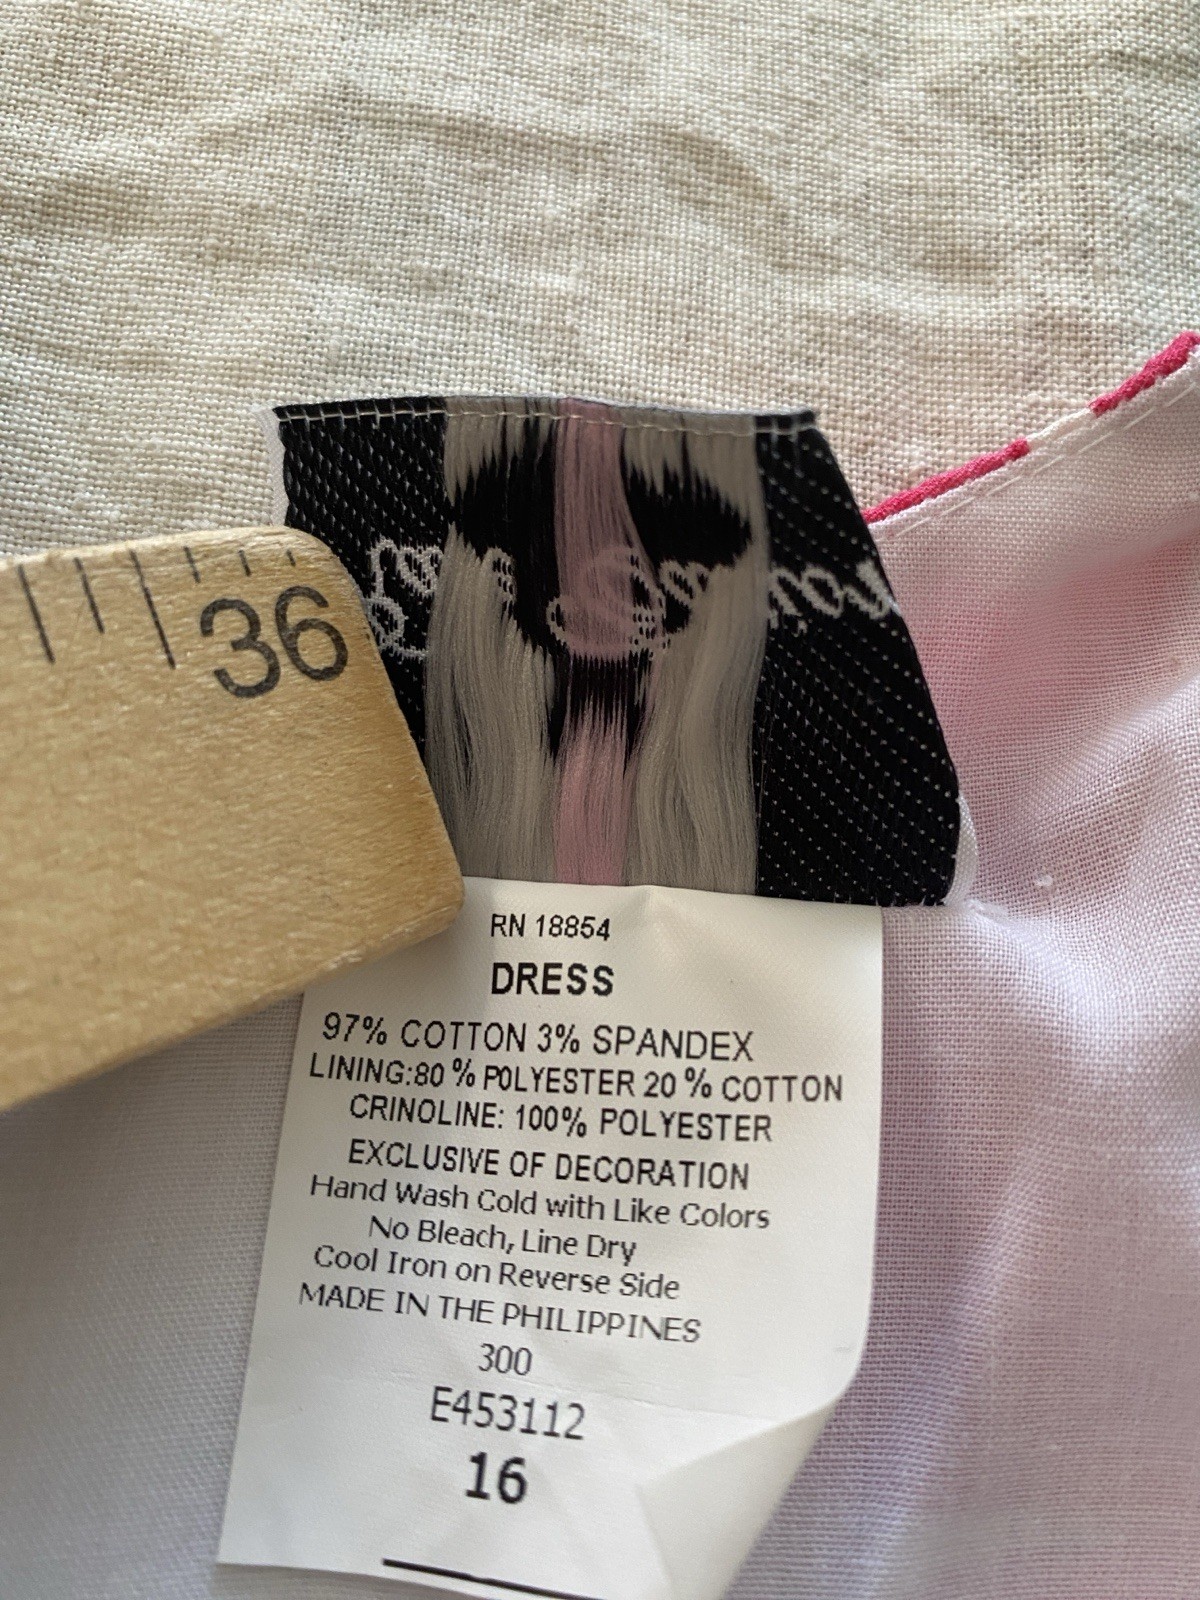 36
RN 18854
DRESS
97% COTTON 3% SPANDEX
LINING:80 % POLYESTER 20 % COTTON
CRINOLINE: 100% POLYESTER
EXCLUSIVE OF DECORATION
Hand Wash Cold with Like Colors
No Bleach, Line Dry
Cool Iron on Reverse Side
MADE IN THE PHILIPPINES
300
E453112
16